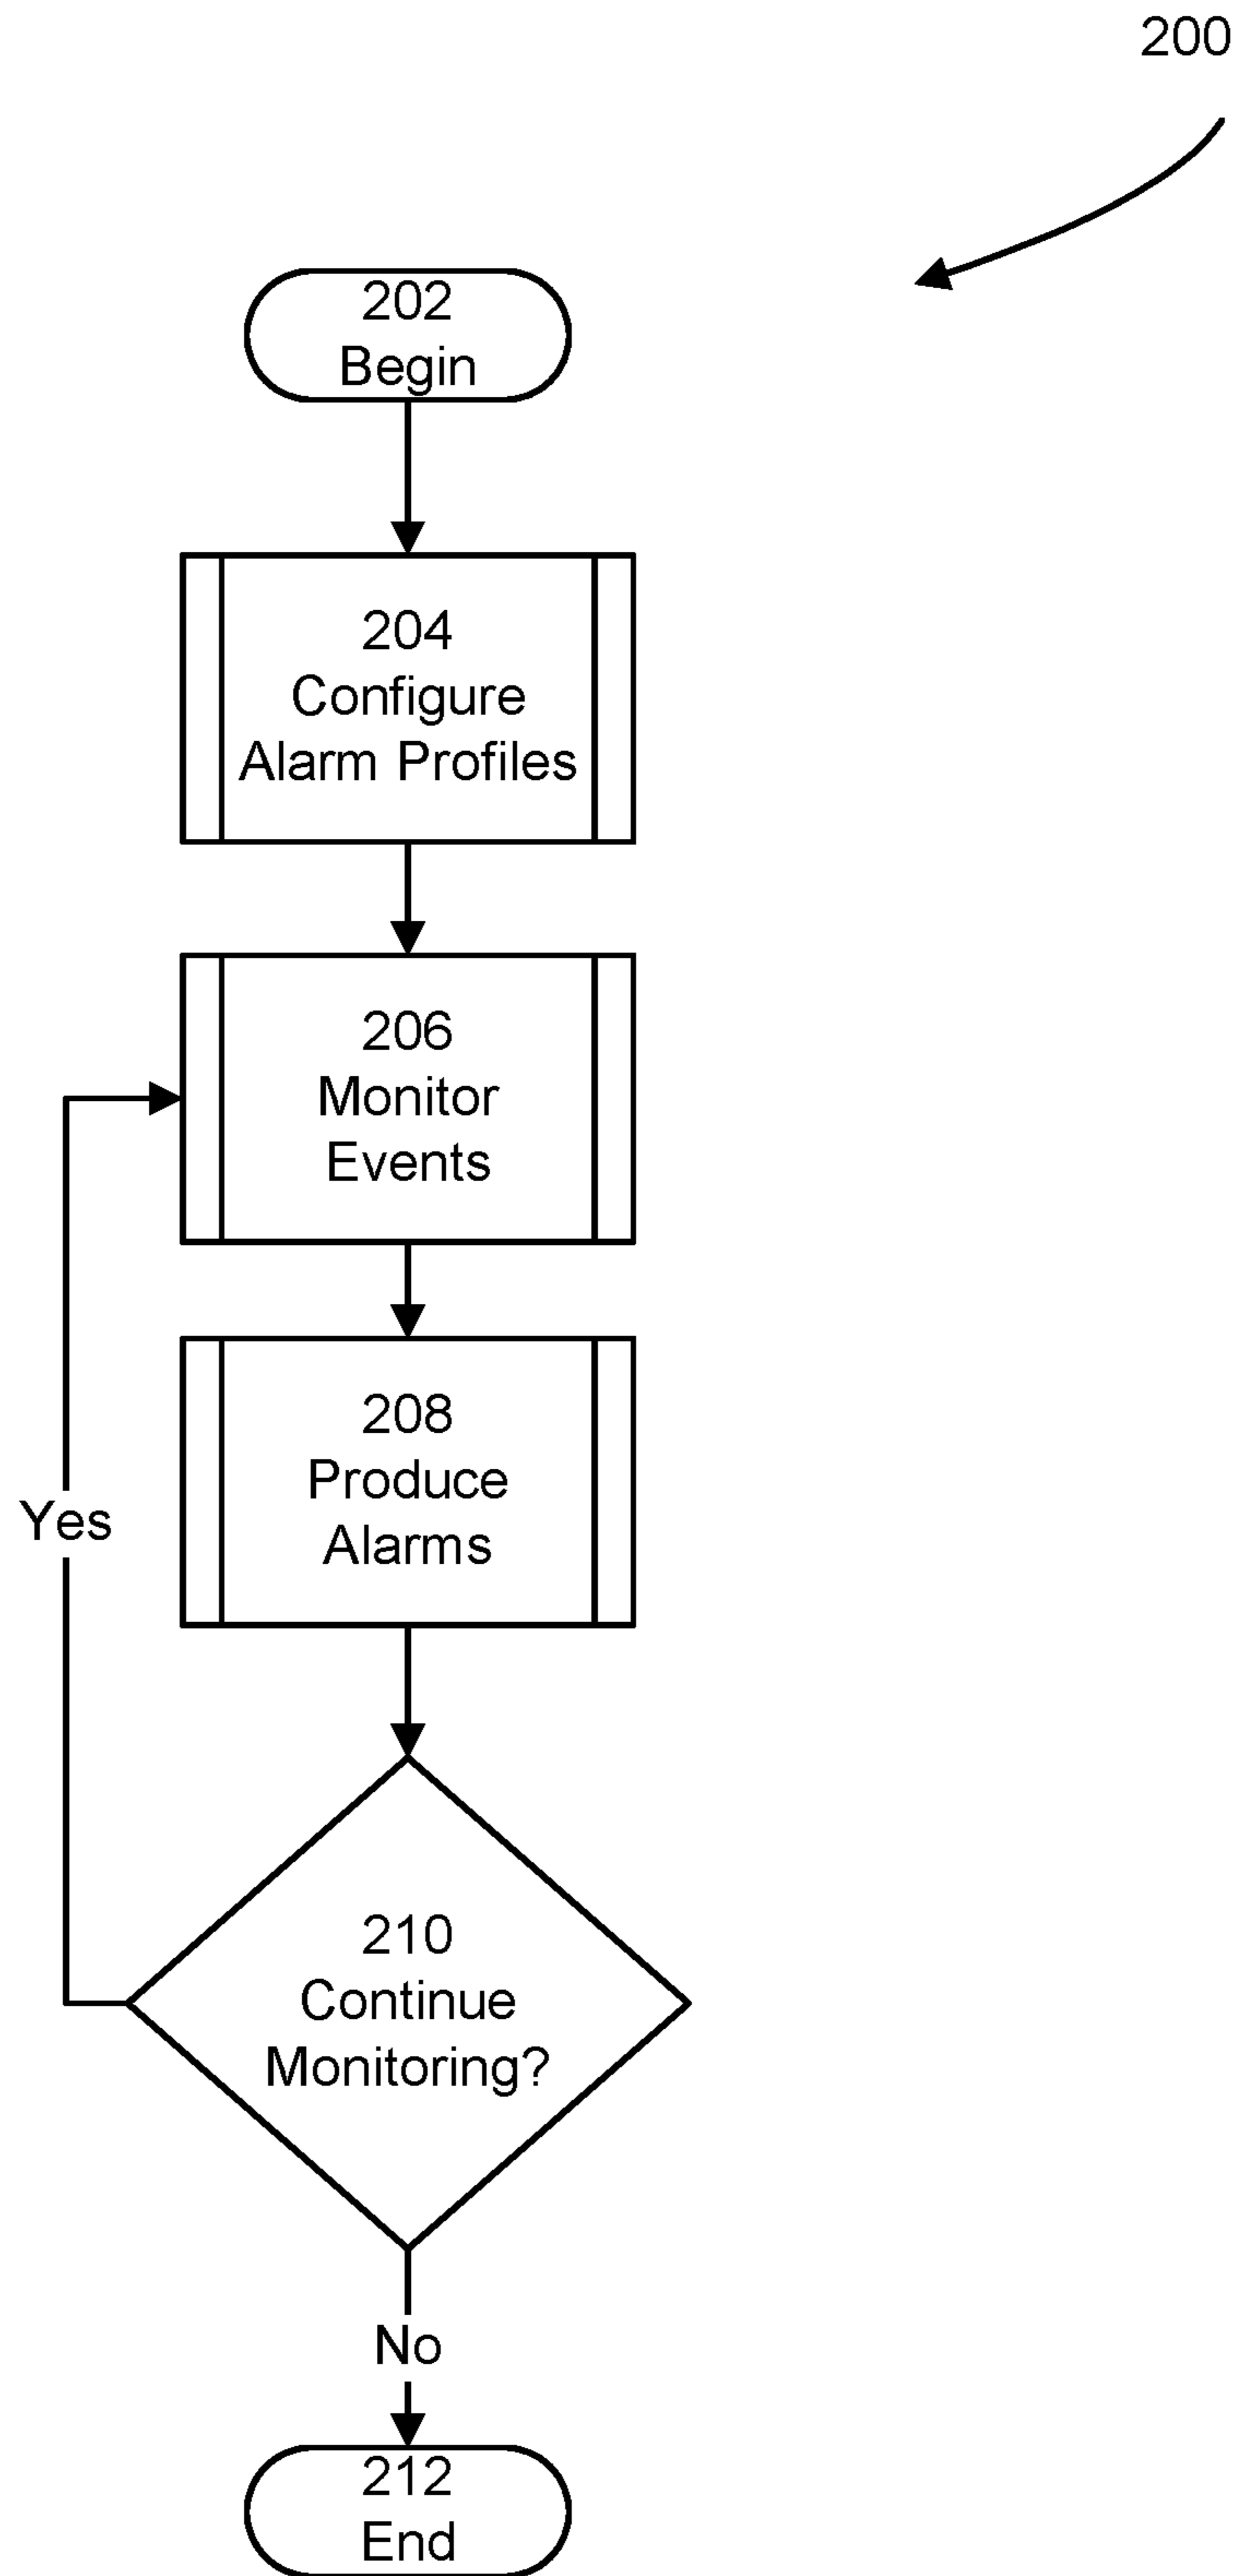 200
202
Begin
204
Configure
Alarm Profiles
206
Monitor
Events
208
Produce
Alarms
Yes
210
Continue
Monitoring?
No
212
End